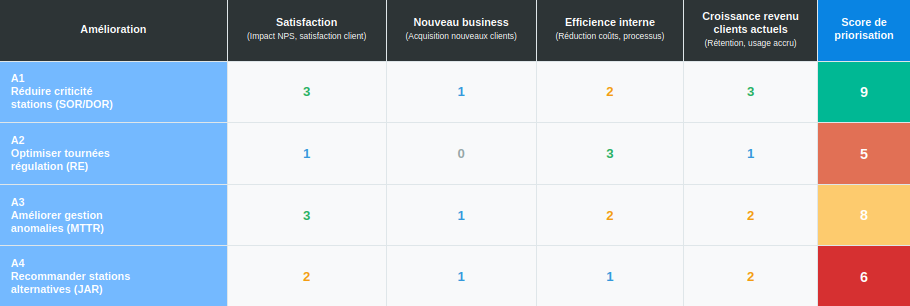 Amélioration
Satisfaction
(Impact NPS, satisfaction client)
Nouveau business
(Acquisition nouveaux clients)
Efficience interne
(Réduction coûts, processus)
Croissance revenu
clients actuels
(Rétention, usage accru)
Score de
priorisation
A1
Réduire criticité
stations (SOR/DOR)
3
1
2
3
9
A2
Optimiser tournées
régulation (RE)
1
0
3
1
5
A3
Améliorer gestion
anomalies (MTTR)
3
1
2
2
8
A4
Recommander stations
alternatives (JAR)
2
1
1
2
6